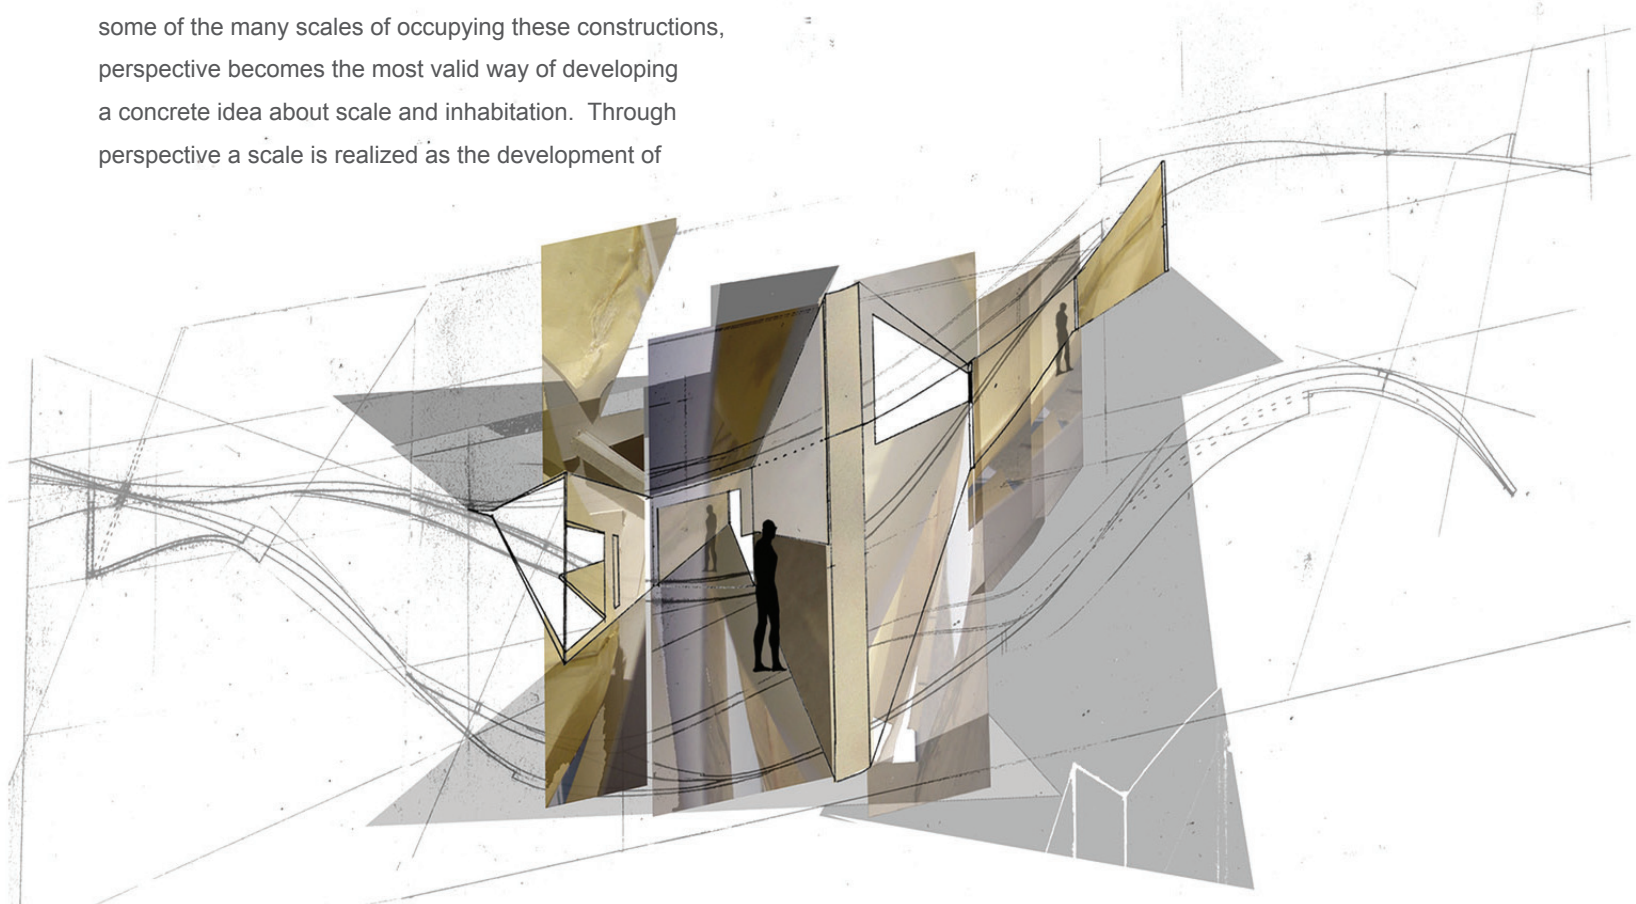 some of the many scales of occupying these constructions,
perspective becomes the most valid way of developing
a concrete idea about scale and inhabitation.  Through
perspective a scale is realized as the development of